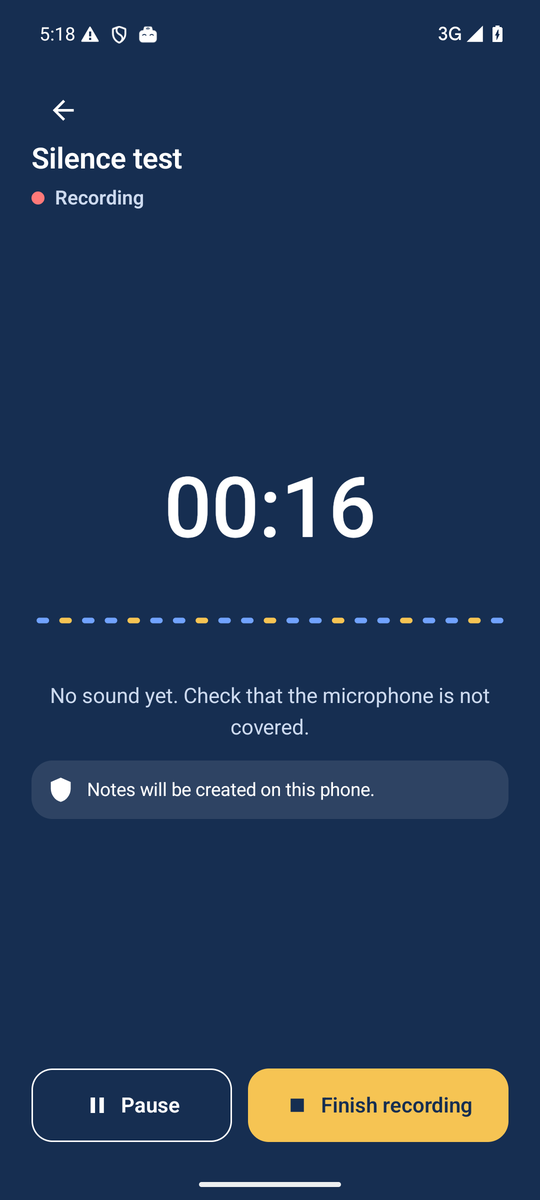 5:18
3G
Silence test
Recording
00:16
No sound yet. Check that the microphone is not
covered.
Notes will be created on this phone.
Pause
Finish recording